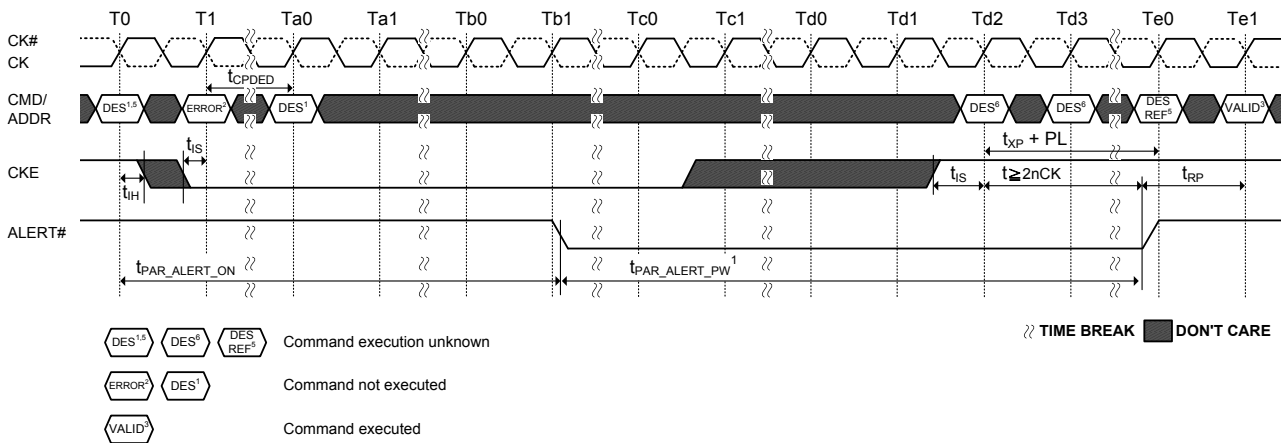 T0 T1 Ta0 Ta1 Tb0 Tb1 Tc0 Tc1 Td0 Td1 Td2 Td3 Te0 Te1
CK#
CK
tCPDED
CMD/
ADDR
DES1,5 ERROR2 DES1 DES6 DES6 DES
REF5 VALID3
tXP + PL
tIS
CKE
tIS t≧2nCK tRP
tIH
ALERT#
tPAR_ALERT_ON tPAR_ALERT_PW1
DES1,5 DES6 DES
REF5 Command execution unknown
TIME BREAK DON'T CARE
ERROR2 DES1 Command not executed
VALID3 Command executed